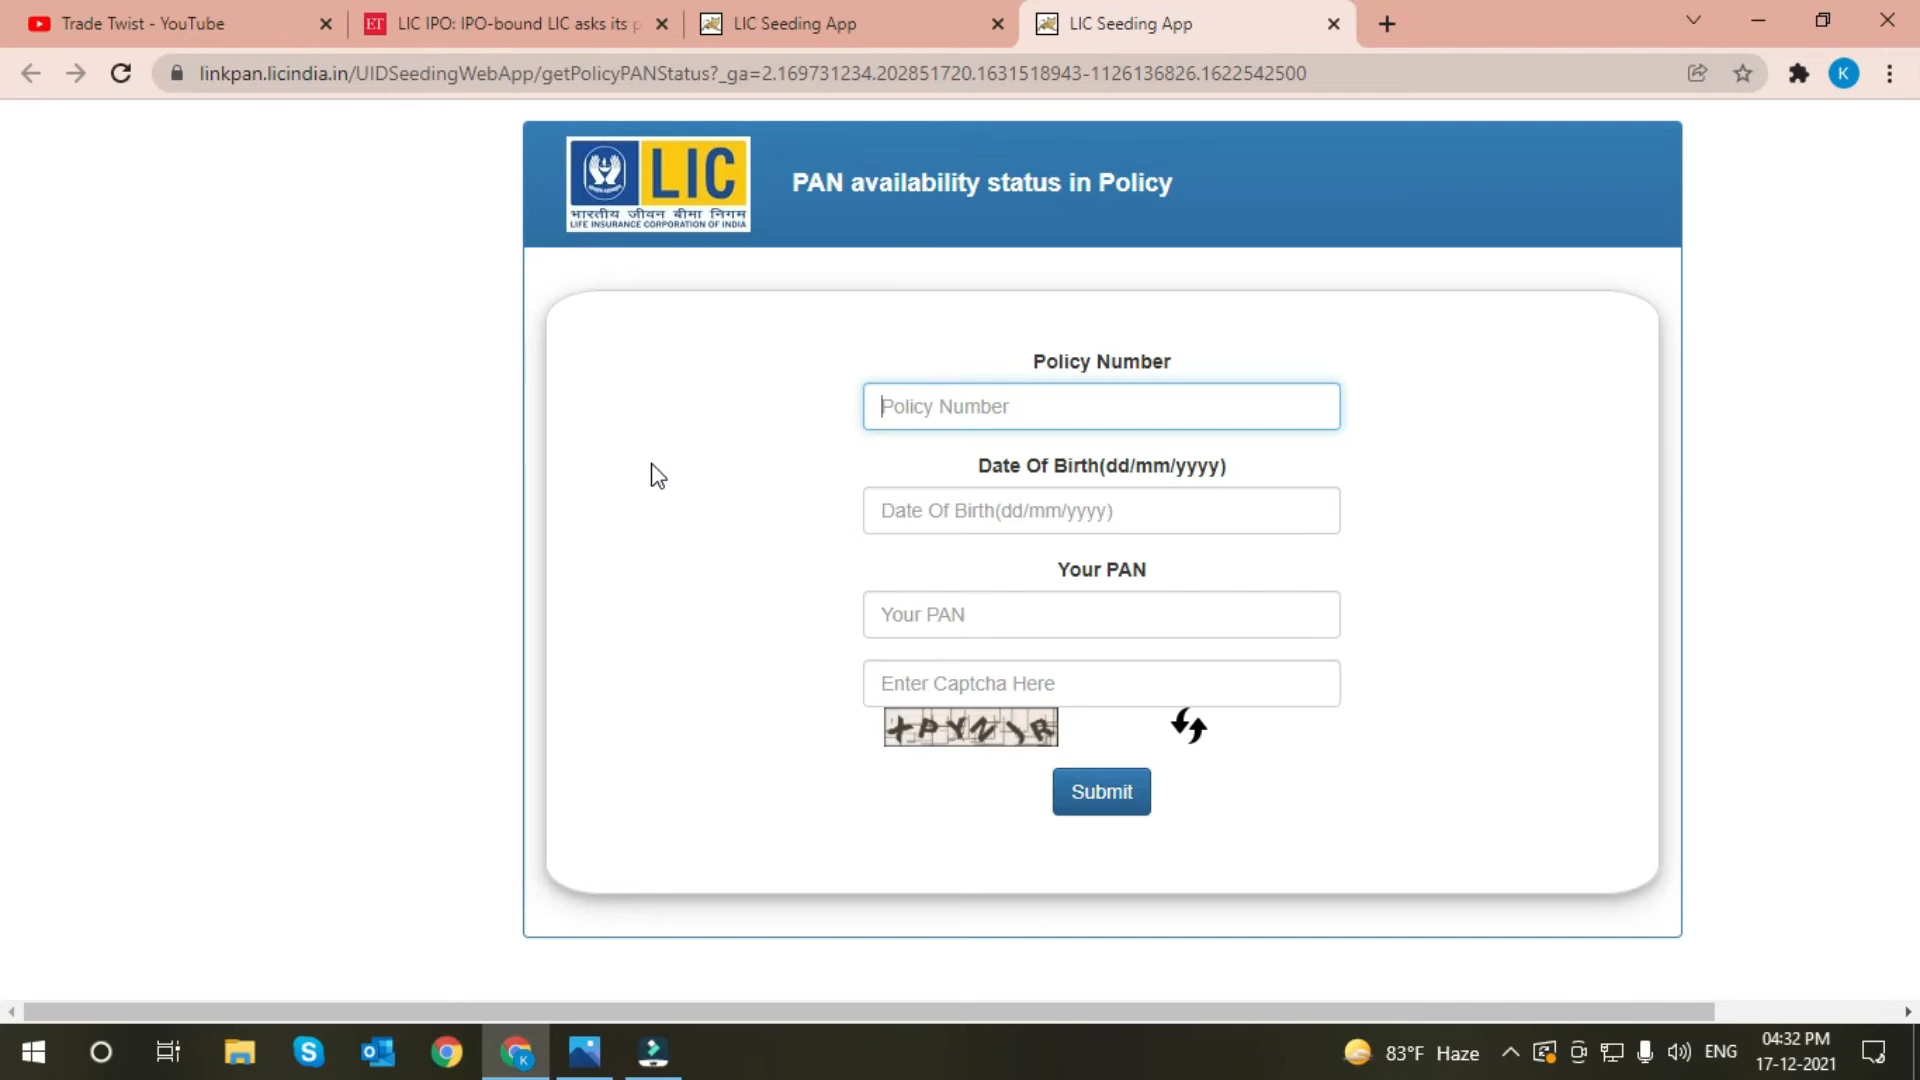 Trade Twist - YouTube
LIC IPO: IPO-bound LIC asks its p
LIC Seeding App
LIC Seeding App
linkpan.licindia.in/UIDSeedingWebApp/getPolicyPANStatus?_ga=2.169731234.202851720.1631518943-1126136826.1622542500
K
LIC
भारतीय जीवन बीमा निगम
LIFE INSURANCE CORPORATION OF INDIA
PAN availability status in Policy
Policy Number
Policy Number
Date Of Birth(dd/mm/yyyy)
Date Of Birth(dd/mm/yyyy)
Your PAN
Your PAN
Enter Captcha Here
Submit
83°F Haze
ENG
04:32 PM
17-12-2021